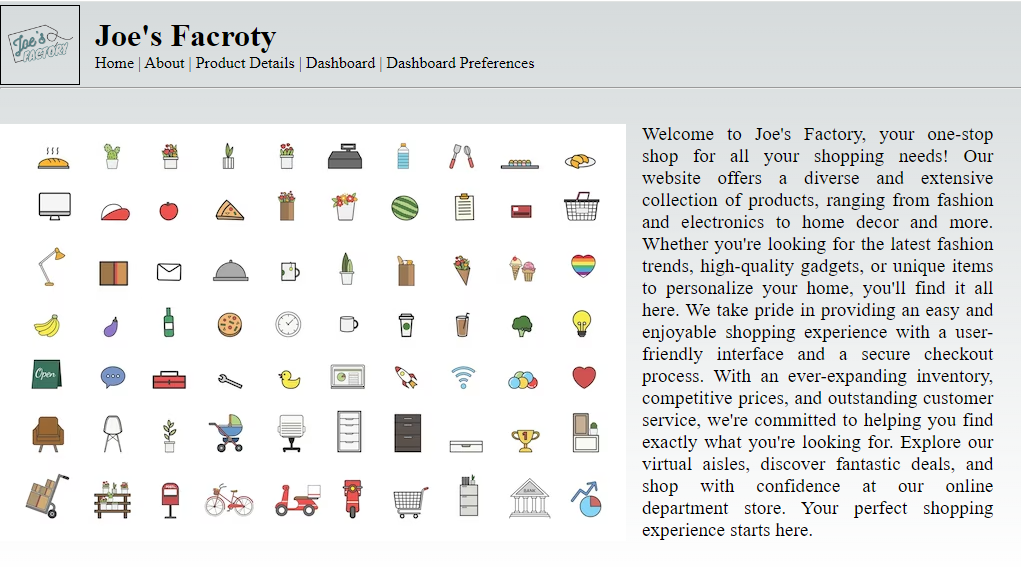 Joe's
FACTORY
Joe's Facroty
Home | About | Product Details | Dashboard | Dashboard Preferences
Open
1
BANK
Welcome to Joe's Factory, your one-stop
shop for all your shopping needs! Our
website offers a diverse and extensive
collection of products, ranging from fashion
and electronics to home decor and more.
Whether you're looking for the latest fashion
trends, high-quality gadgets, or unique items
to personalize your home, you'll find it all
here. We take pride in providing an easy and
enjoyable shopping experience with a user-
friendly interface and a secure checkout
process. With an ever-expanding inventory,
competitive prices, and outstanding customer
service, we're committed to helping you find
exactly what you're looking for. Explore our
virtual aisles, discover fantastic deals, and
shop with confidence at our online
department store. Your perfect shopping
experience starts here.